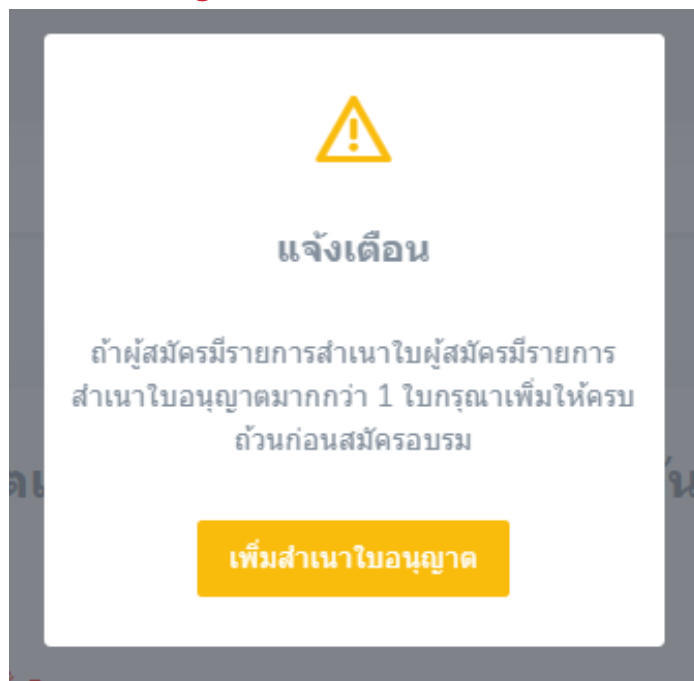 แจ้งเตือน
ถ้าผู้สมัครมีรายการสำเนาใบผู้สมัครมีรายการ
สำเนาใบอนุญาตมากกว่า 1 ใบกรุณาเพิ่มให้ครบ
ถ้วนก่อนสมัครอบรม
เพิ่มสำเนาใบอนุญาต